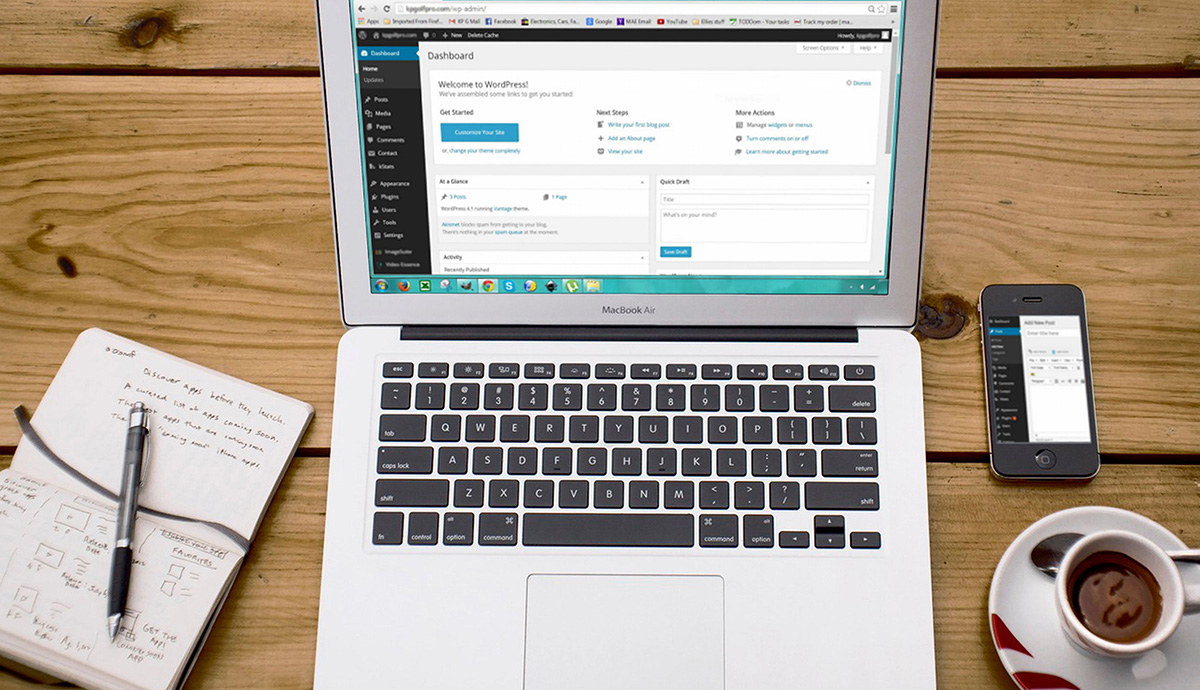 kpgolfpro.com/wp-admin/
Apps Imported From Firef... KP G Mail Facebook Electronics, Cars, Fa... Google MAE Email YouTube Ellies stuff TODOist - Your tasks Track my order | ma...
kpgolfpro.com 0 + New Delete Cache Howdy, kpgolfpro
Dashboard
Home
Updates
Posts
Media
Pages
Comments
Contact
kStats
Appearance
Plugins
Users
Tools
Settings
ImageSuite
Video Essence
Screen Options Help
Dashboard
Welcome to WordPress! Dismiss
We've assembled some links to get you started:
Get Started
Customize Your Site
or, change your theme completely
Next Steps
Write your first blog post
Add an About page
View your site
More Actions
Manage widgets or menus
Turn comments on or off
Learn more about getting started
At a Glance
3 Posts 1 Page
WordPress 4.1 running Vantage theme.
Akismet blocks spam from getting to your blog.
There's nothing in your spam queue at the moment.
Activity
Recently Published
Quick Draft
Title
What's on your mind?
Save Draft
MacBook Air
esc F1 F2 F3 F4 F5 F6 F7 F8 F9 F10 F11 F12
~ ` ! 1 @ 2 # 3 $ 4 % 5 ^ 6 & 7 * 8 ( 9 ) 0 _ - + = delete
tab Q W E R T Y U I O P { [ } ] | \
caps lock A S D F G H J K L : ; " ' enter return
shift Z X C V B N M < , > . ? / shift
fn control alt option ⌘ command ⌘ command alt option
Discover apps before they launch.
A curated list of apps coming soon.
The best apps that are coming soon
The "coming soon" iPhone apps.
FAVORITES
GET THE
APP!
Add New Post
Enter title here